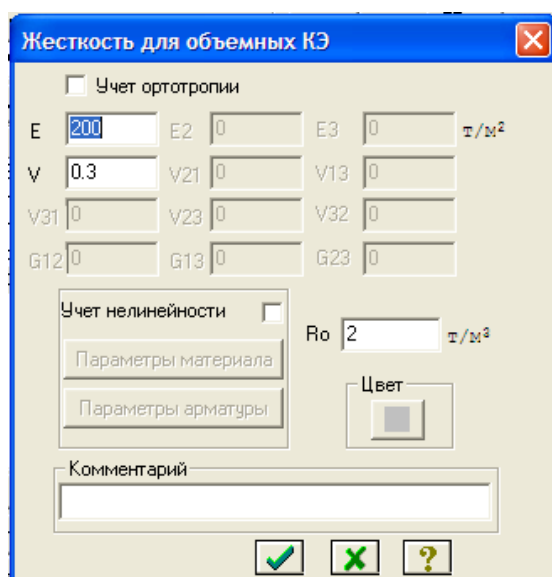 Жесткость для объемных КЭ
Учет ортотропии
E 200 E2 0 E3 0 т/м²
V 0.3 V21 0 V13 0
V31 0 V23 0 V32 0
G12 0 G13 0 G23 0
Учет нелинейности
Ro 2 т/м³
Параметры материала
Цвет
Параметры арматуры
Комментарий
?